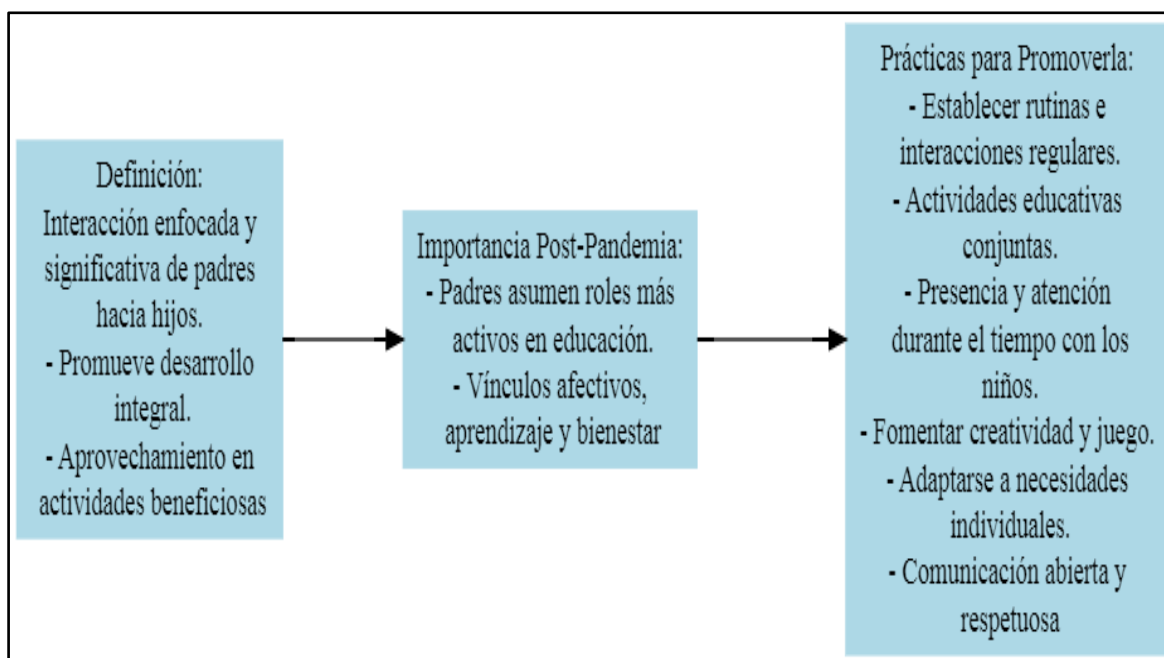 Definición:
Interacción enfocada y
significativa de padres
hacia hijos.
- Promueve desarrollo
integral.
- Aprovechamiento en
actividades beneficiosas
Importancia Post-Pandemia:
- Padres asumen roles más
activos en educación.
- Vínculos afectivos,
aprendizaje y bienestar
Prácticas para Promoverla:
- Establecer rutinas e
interacciones regulares.
- Actividades educativas
conjuntas.
- Presencia y atención
durante el tiempo con los
niños.
- Fomentar creatividad y juego.
- Adaptarse a necesidades
individuales.
- Comunicación abierta y
respetuosa